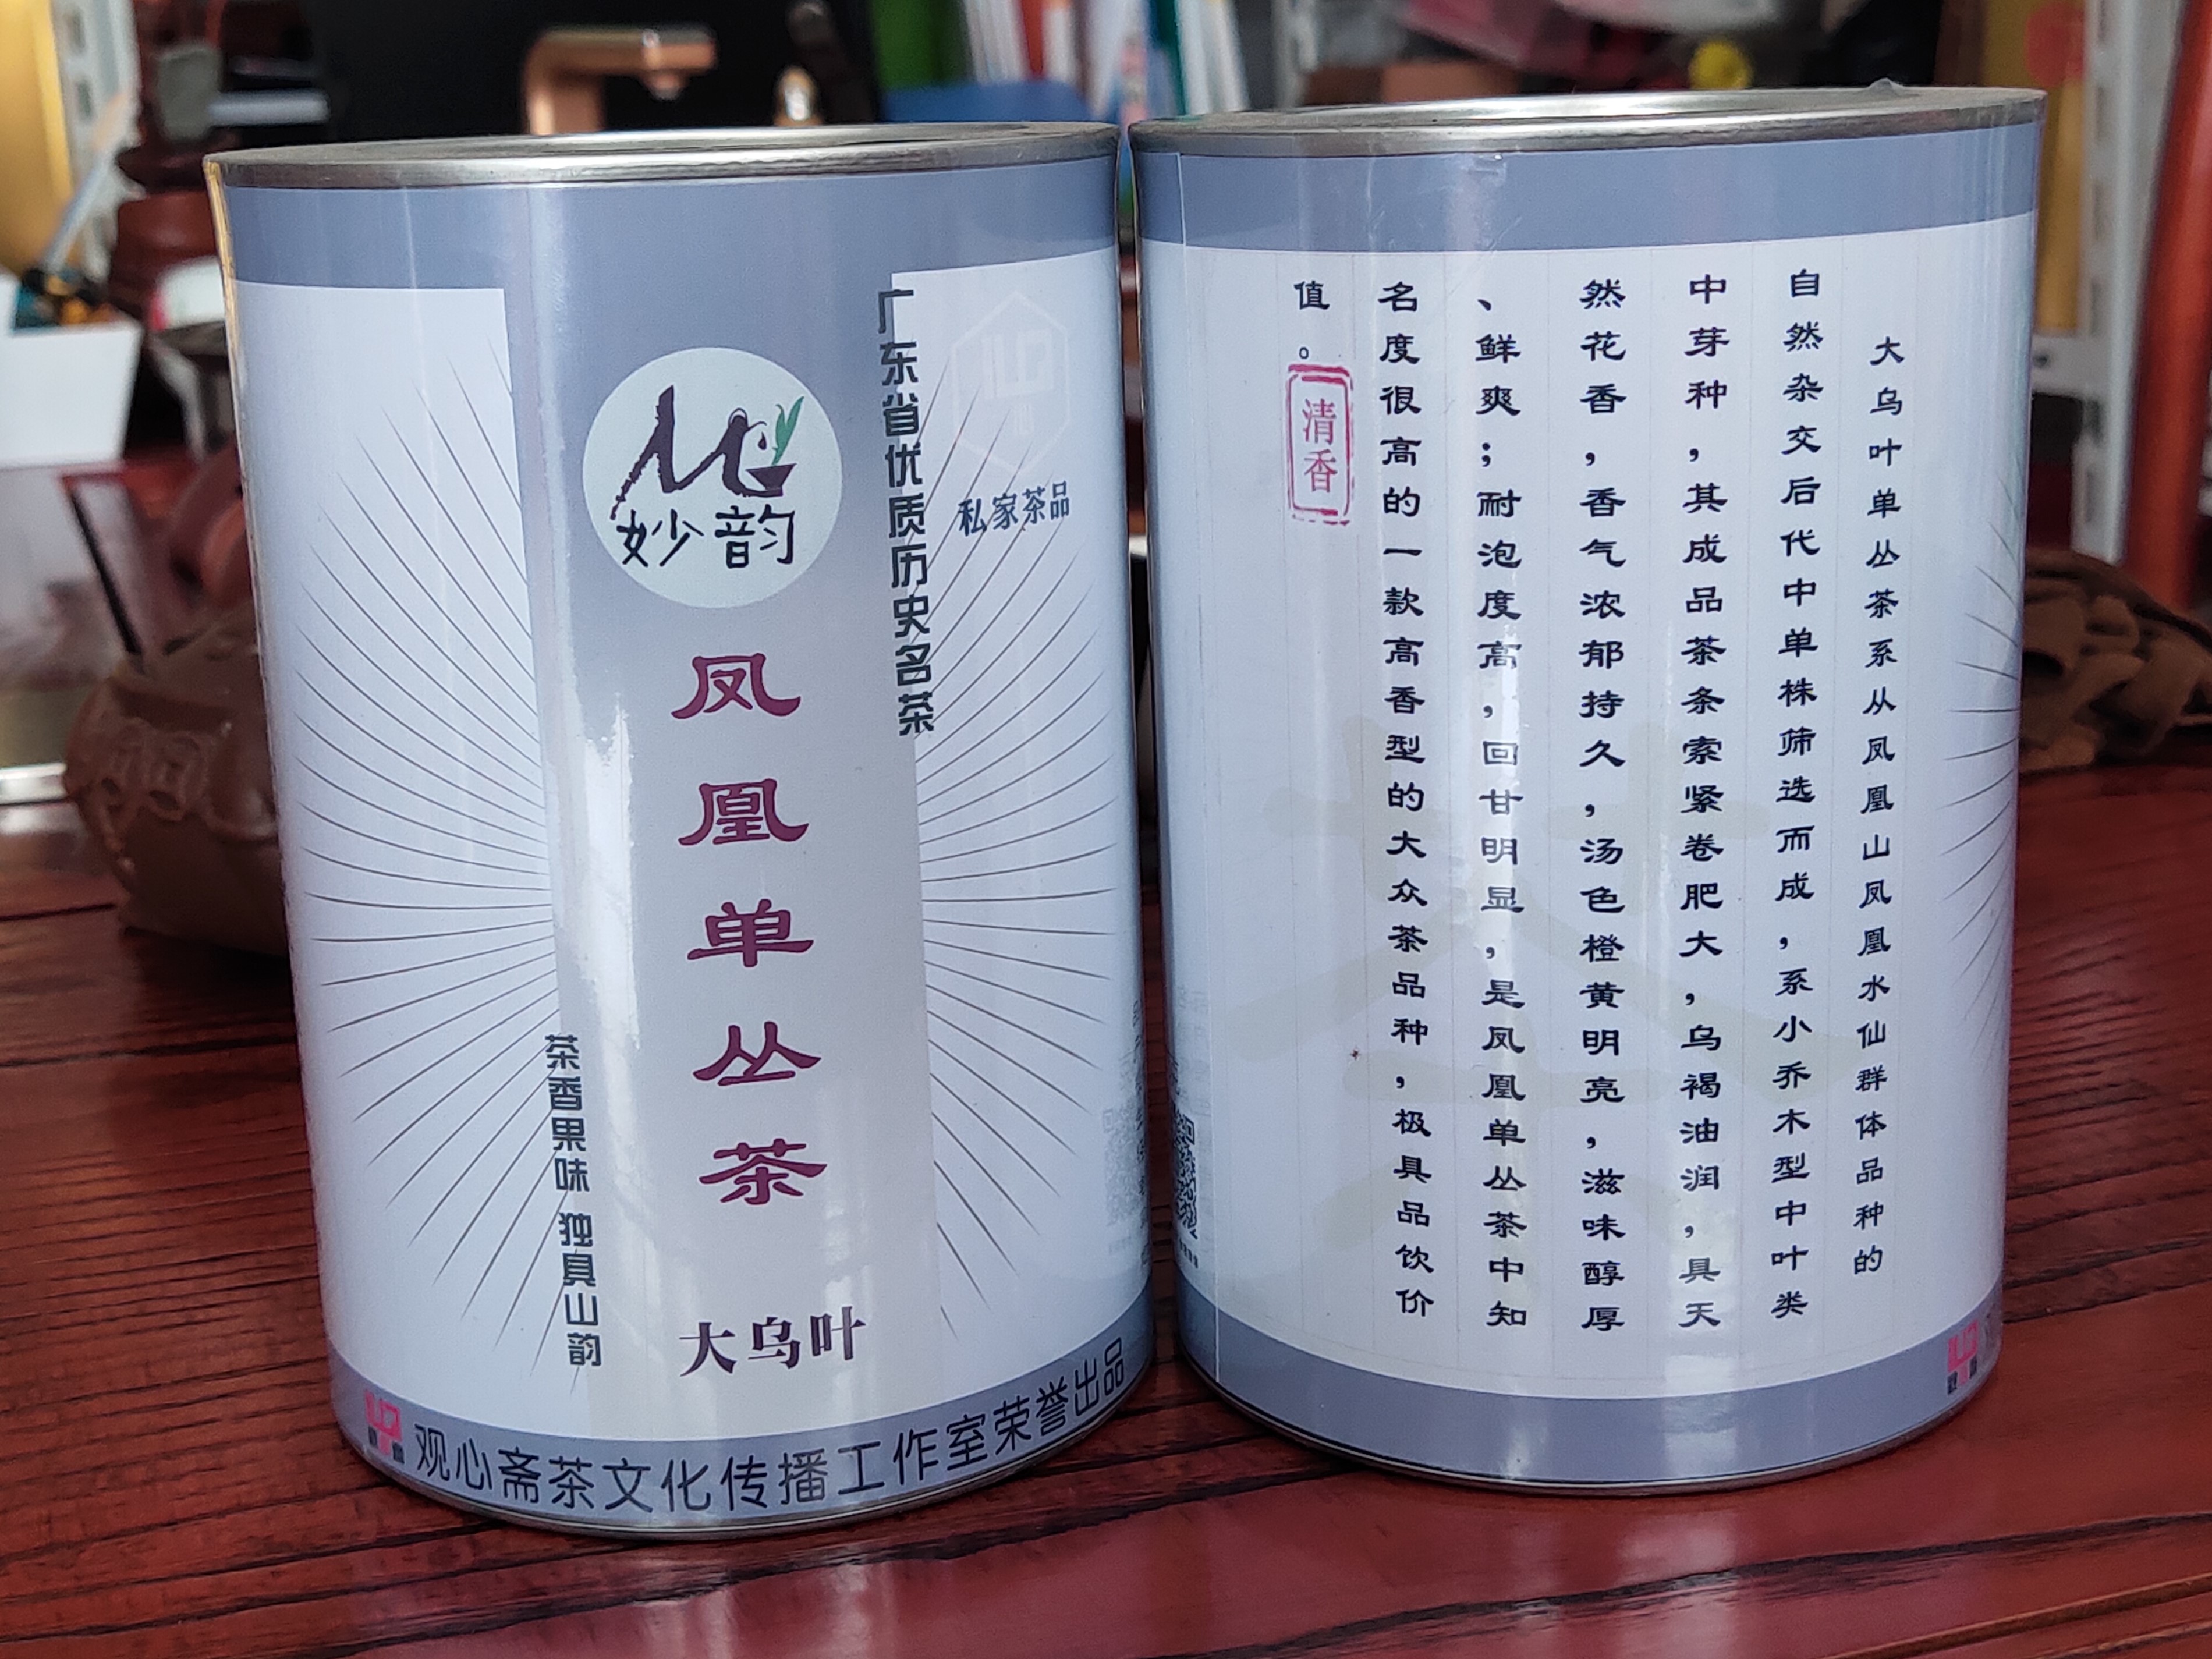 妙韵
广东省优质历史名茶
私家茶品
凤凰单丛茶
茶香果味 独具山韵
大乌叶
观心斋茶文化传播工作室荣誉出品
大乌叶单丛茶系从凤凰山凤凰水仙群体品种的
自然杂交后代中单株筛选而成，系小乔木型中叶类
中芽种，其成品茶条索紧卷肥大，乌褐油润，具天
然花香，香气浓郁持久，汤色橙黄明亮，滋味醇厚
、鲜爽；耐泡度高，回甘明显，是凤凰单丛茶中知
名度很高的一款高香型的大众茶品种，极具品饮价
值。
清香